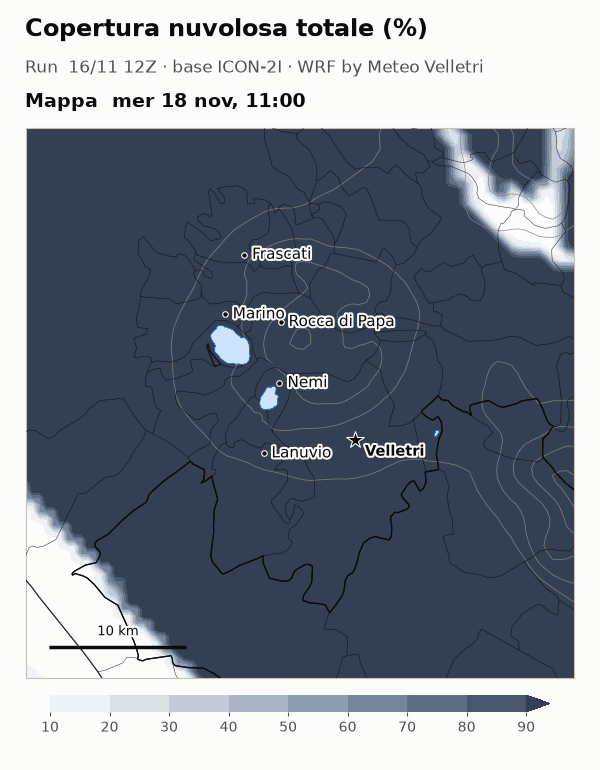 Copertura nuvolosa totale (%)
Run  16/11 12Z · base ICON-2I · WRF by Meteo Velletri
Mappa  mer 18 nov, 11:00
Frascati
Marino
Rocca di Papa
Nemi
Velletri
Lanuvio
10 km
10 20 30 40 50 60 70 80 90